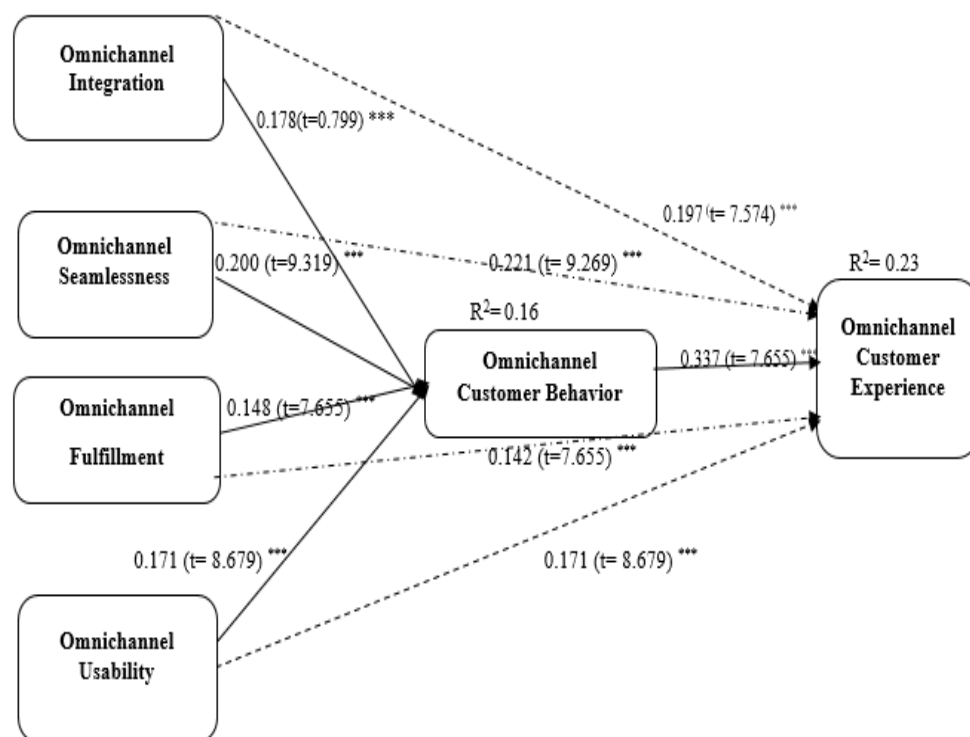 Omnichannel
Integration
0.178(t=0.799) ***
0.197 (t= 7.574) ***
Omnichannel
Seamlessness
0.200 (t=9.319) ***
0.221 (t= 9.269) ***
R²= 0.23
R²= 0.16
Omnichannel
Customer Behavior
0.337 (t= 7.655) ***
Omnichannel
Customer
Experience
Omnichannel
Fulfillment
0.148 (t=7.655) ***
0.142 (t=7.655) ***
0.171 (t= 8.679) ***
0.171 (t= 8.679) ***
Omnichannel
Usability